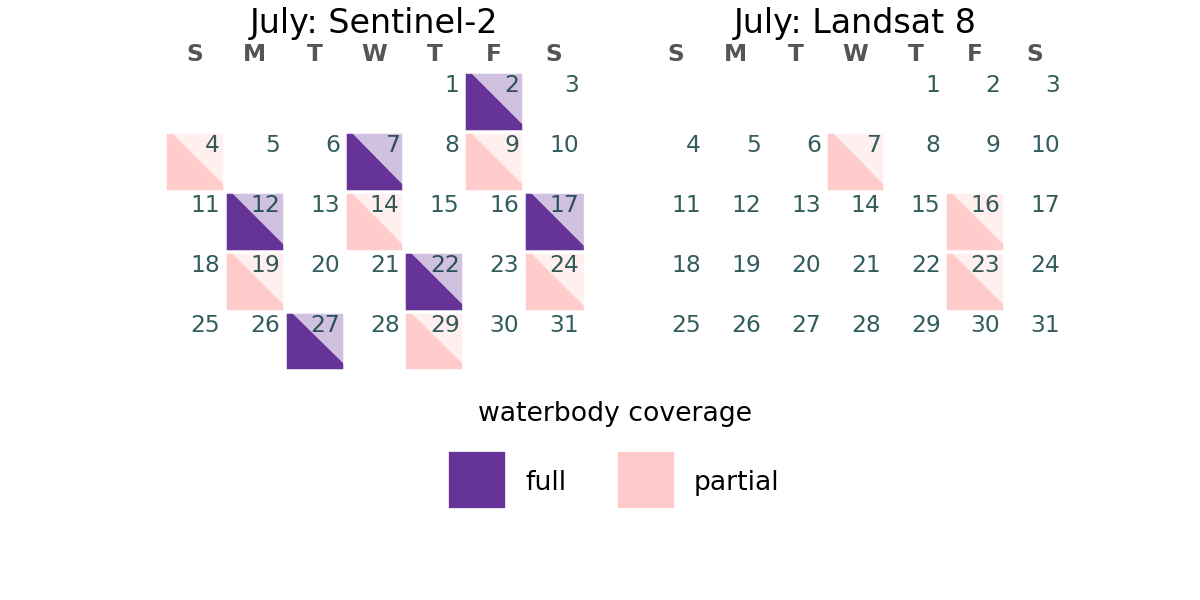 July: Sentinel-2
S M T W T F S
1 2 3
4 5 6 7 8 9 10
11 12 13 14 15 16 17
18 19 20 21 22 23 24
25 26 27 28 29 30 31
July: Landsat 8
S M T W T F S
1 2 3
4 5 6 7 8 9 10
11 12 13 14 15 16 17
18 19 20 21 22 23 24
25 26 27 28 29 30 31
waterbody coverage
full
partial